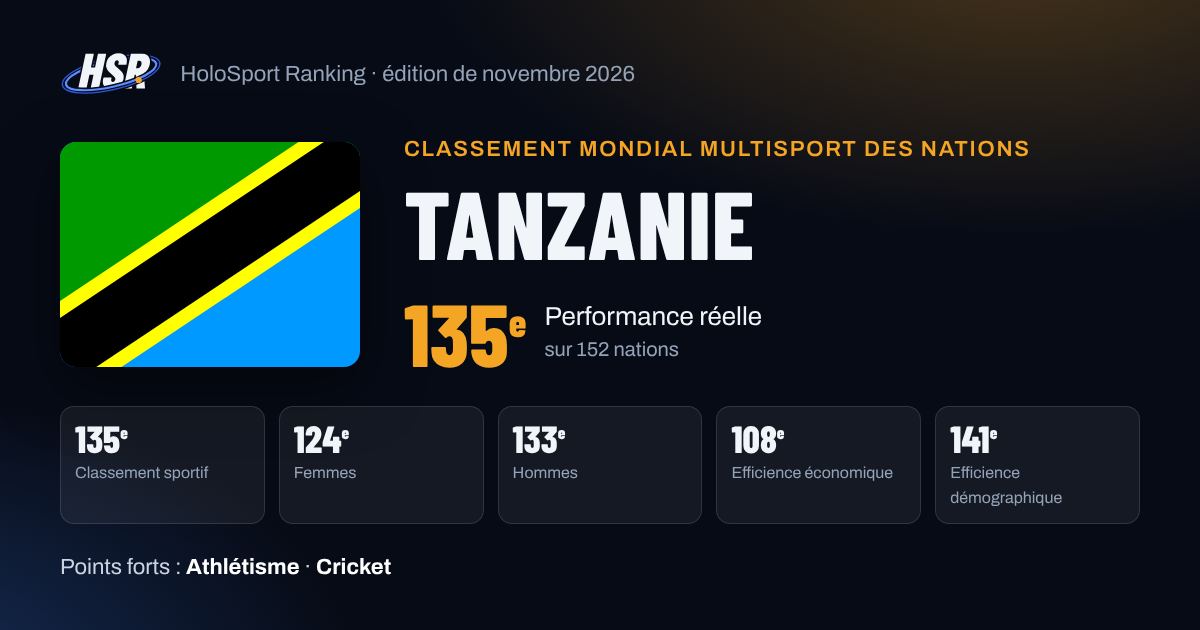 HSR HoloSport Ranking · édition de novembre 2026
CLASSEMENT MONDIAL MULTISPORT DES NATIONS
TANZANIE
135e Performance réelle
sur 152 nations
135e
Classement sportif
124e
Femmes
133e
Hommes
108e
Efficience économique
141e
Efficience
démographique
Points forts : Athlétisme · Cricket